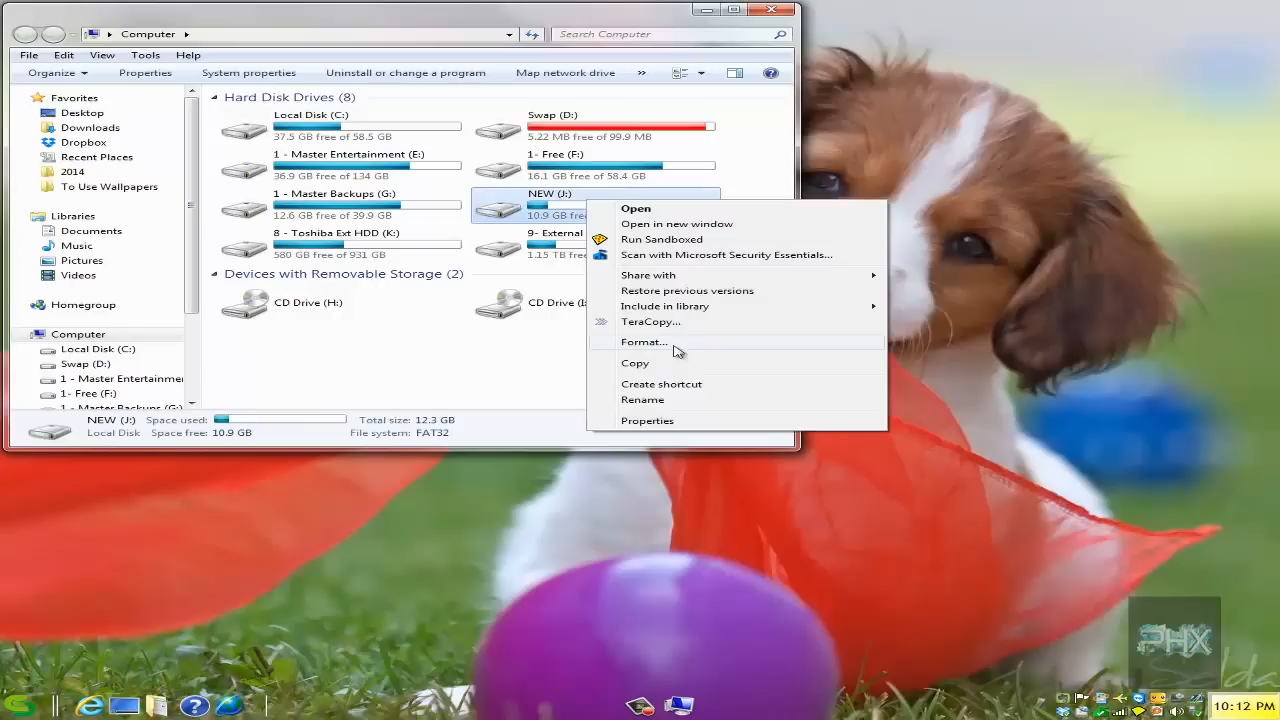 Computer
Search Computer
File Edit View Tools Help
Organize Properties System properties Uninstall or change a program Map network drive »
Favorites
Desktop
Downloads
Dropbox
Recent Places
2014
To Use Wallpapers
Libraries
Documents
Music
Pictures
Videos
Homegroup
Computer
Local Disk (C:)
Swap (D:)
1 - Master Entertainment
1- Free (F:)
1 - Master Backups (G:)
Hard Disk Drives (8)
Local Disk (C:)
37.5 GB free of 58.5 GB
Swap (D:)
5.22 MB free of 99.9 MB
1 - Master Entertainment (E:)
36.9 GB free of 134 GB
1- Free (F:)
16.1 GB free of 58.4 GB
1 - Master Backups (G:)
12.6 GB free of 39.9 GB
NEW (J:)
10.9 GB free
8 - Toshiba Ext HDD (K:)
580 GB free of 931 GB
9- External
1.15 TB free
Devices with Removable Storage (2)
CD Drive (H:)
CD Drive (I:
Open
Open in new window
Run Sandboxed
Scan with Microsoft Security Essentials...
Share with
Restore previous versions
Include in library
TeraCopy...
Format...
Copy
Create shortcut
Rename
Properties
NEW (J:) Space used: Total size: 12.3 GB
Local Disk Space free: 10.9 GB File system: FAT32
PHX
10:12 PM